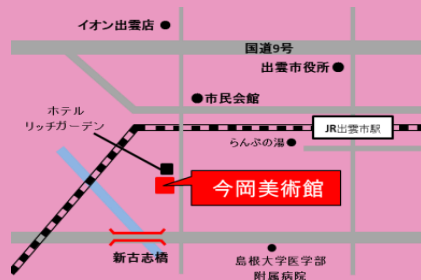 イオン出雲店
国道9号
出雲市役所
市民会館
ホテル
リッチガーデン
JR出雲市駅
らんぷの湯
今岡美術館
新古志橋
島根大学医学部
附属病院